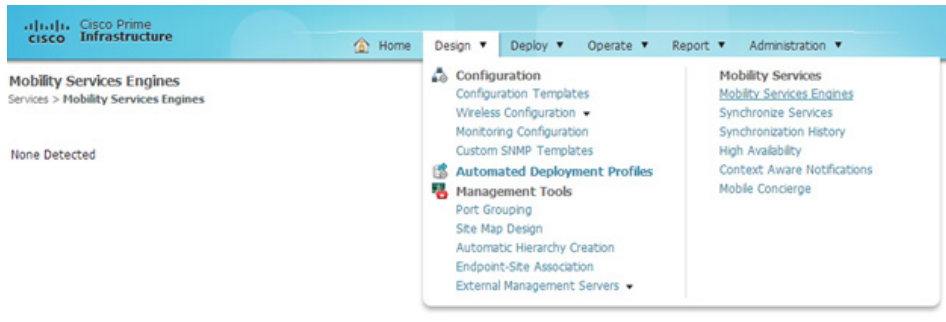 Cisco Prime
CISCO Infrastructure
Home Design ▼ Deploy ▼ Operate ▼ Report ▼ Administration ▼
Mobility Services Engines
Services > Mobility Services Engines
None Detected
Configuration
Configuration Templates
Wireless Configuration ▼
Monitoring Configuration
Custom SNMP Templates
Automated Deployment Profiles
Management Tools
Port Grouping
Site Map Design
Automatic Hierarchy Creation
Endpoint-Site Association
External Management Servers ▼
Mobility Services
Mobility Services Engines
Synchronize Services
Synchronization History
High Availability
Context Aware Notifications
Mobile Concierge